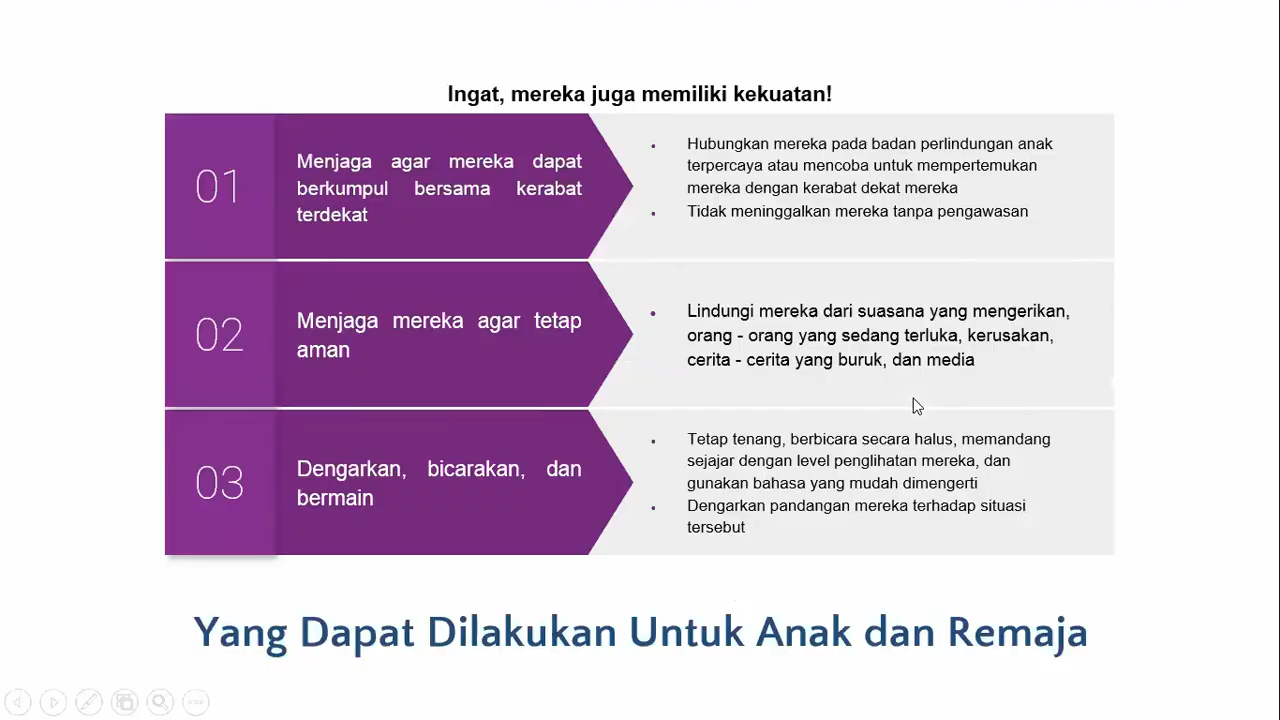 Ingat, mereka juga memiliki kekuatan!
01
Menjaga agar mereka dapat
berkumpul bersama kerabat
terdekat
• Hubungkan mereka pada badan perlindungan anak
terpercaya atau mencoba untuk mempertemukan
mereka dengan kerabat dekat mereka
• Tidak meninggalkan mereka tanpa pengawasan
02
Menjaga mereka agar tetap
aman
• Lindungi mereka dari suasana yang mengerikan,
orang - orang yang sedang terluka, kerusakan,
cerita - cerita yang buruk, dan media
03
Dengarkan, bicarakan, dan
bermain
• Tetap tenang, berbicara secara halus, memandang
sejajar dengan level penglihatan mereka, dan
gunakan bahasa yang mudah dimengerti
• Dengarkan pandangan mereka terhadap situasi
tersebut
Yang Dapat Dilakukan Untuk Anak dan Remaja